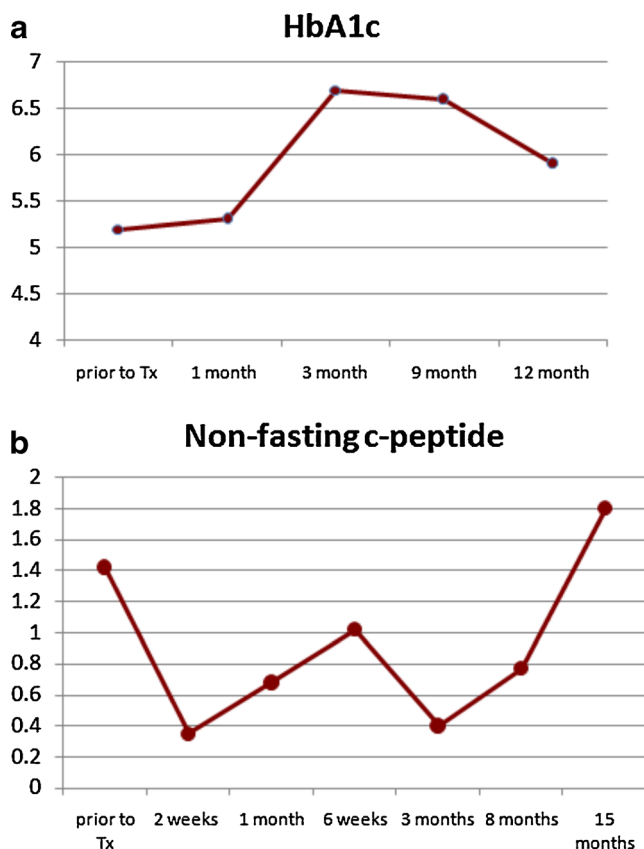 a
HbA1c
7
6.5
6
5.5
5
4.5
4
prior to Tx 1 month 3 month 9 month 12 month
b
Non-fasting c-peptide
2
1.8
1.6
1.4
1.2
1
0.8
0.6
0.4
0.2
0
prior to 2 weeks 1 month 6 weeks 3 months 8 months 15
Tx months